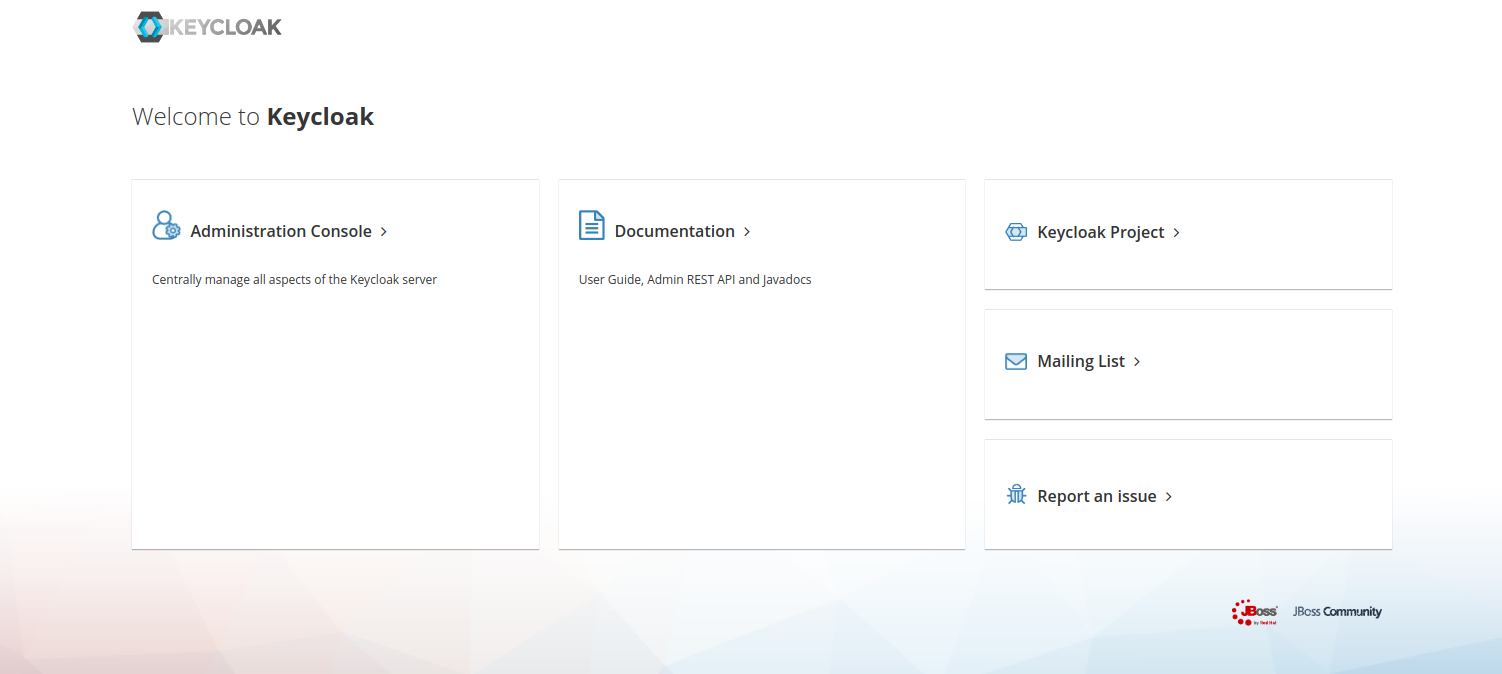 KEYCLOAK
Welcome to Keycloak
Administration Console
Centrally manage all aspects of the Keycloak server
Documentation
User Guide, Admin REST API and Javadocs
Keycloak Project
Mailing List
Report an issue
JBoss
by Red Hat
JBoss Community